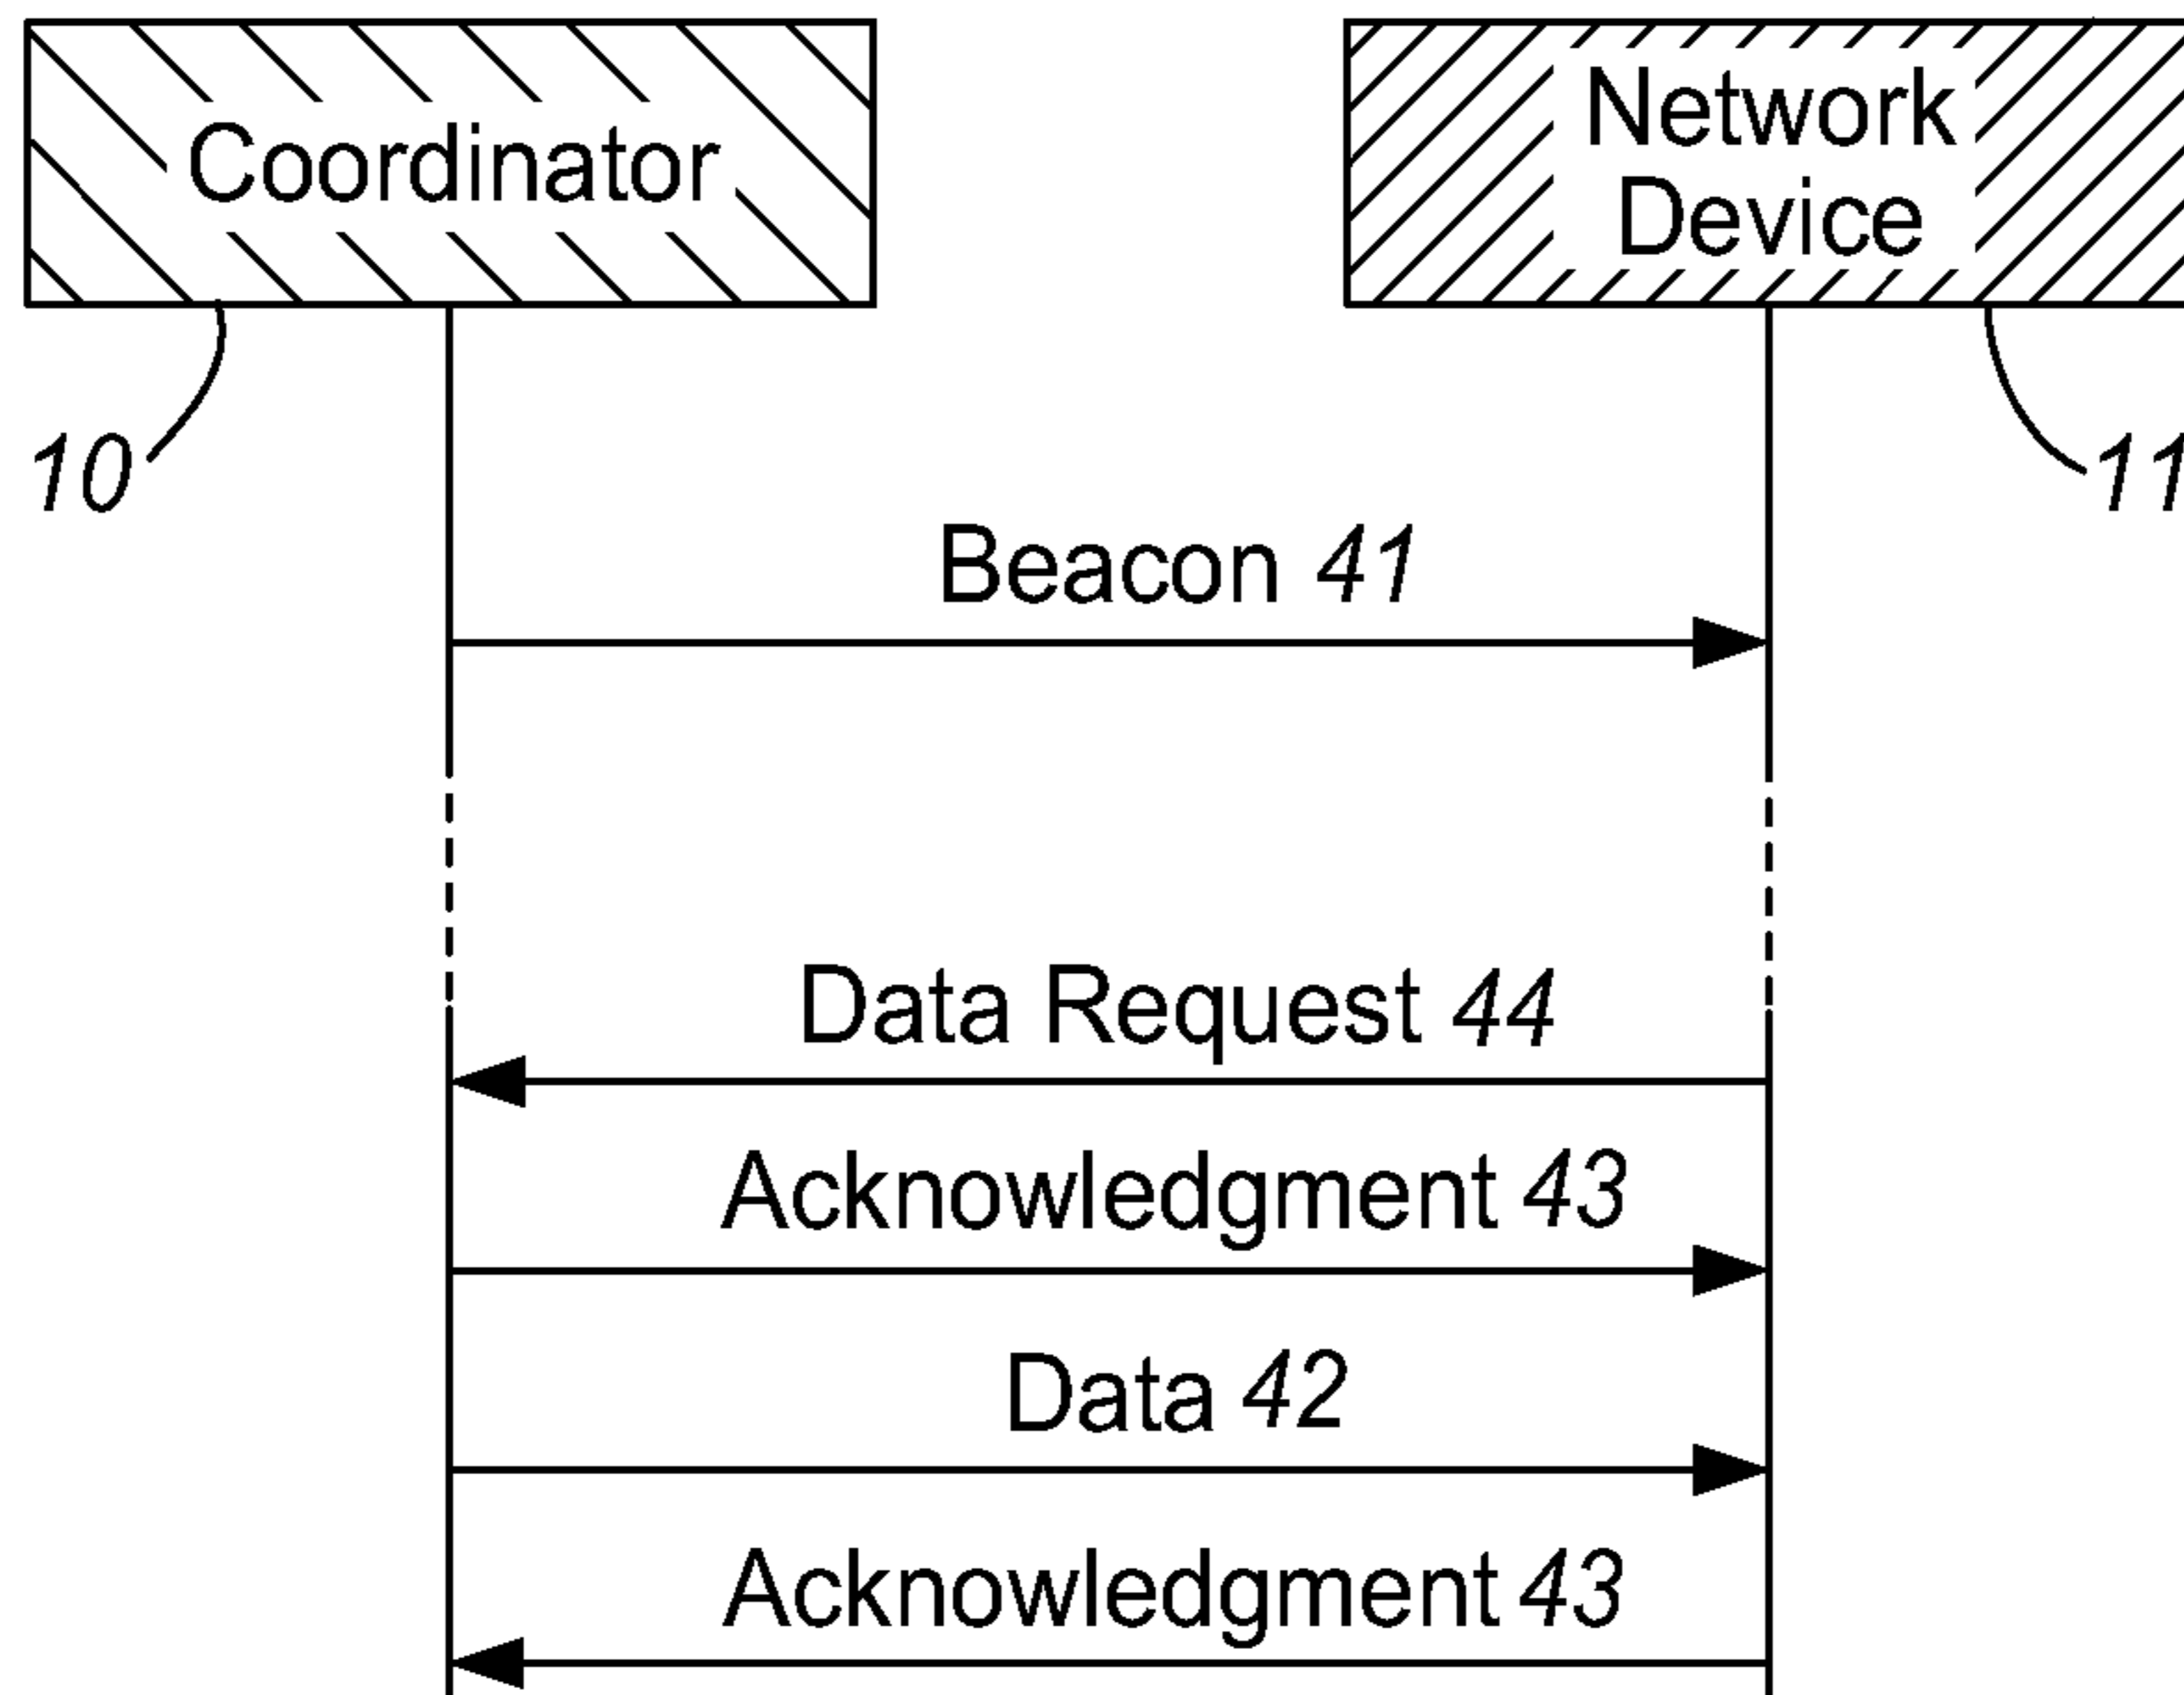 Coordinator
Network
Device
10
11
Beacon 41
Data Request 44
Acknowledgment 43
Data 42
Acknowledgment 43